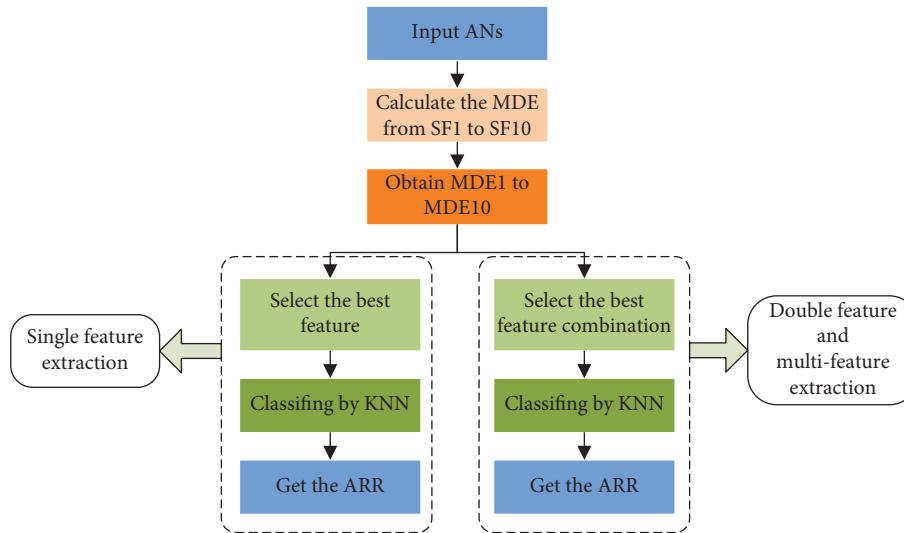 Input ANs
Calculate the MDE
from SF1 to SF10
Obtain MDE1 to
MDE10
Select the best
feature
Classifing by KNN
Get the ARR
Single feature
extraction
Select the best
feature combination
Classifing by KNN
Get the ARR
Double feature
and
multi-feature
extraction